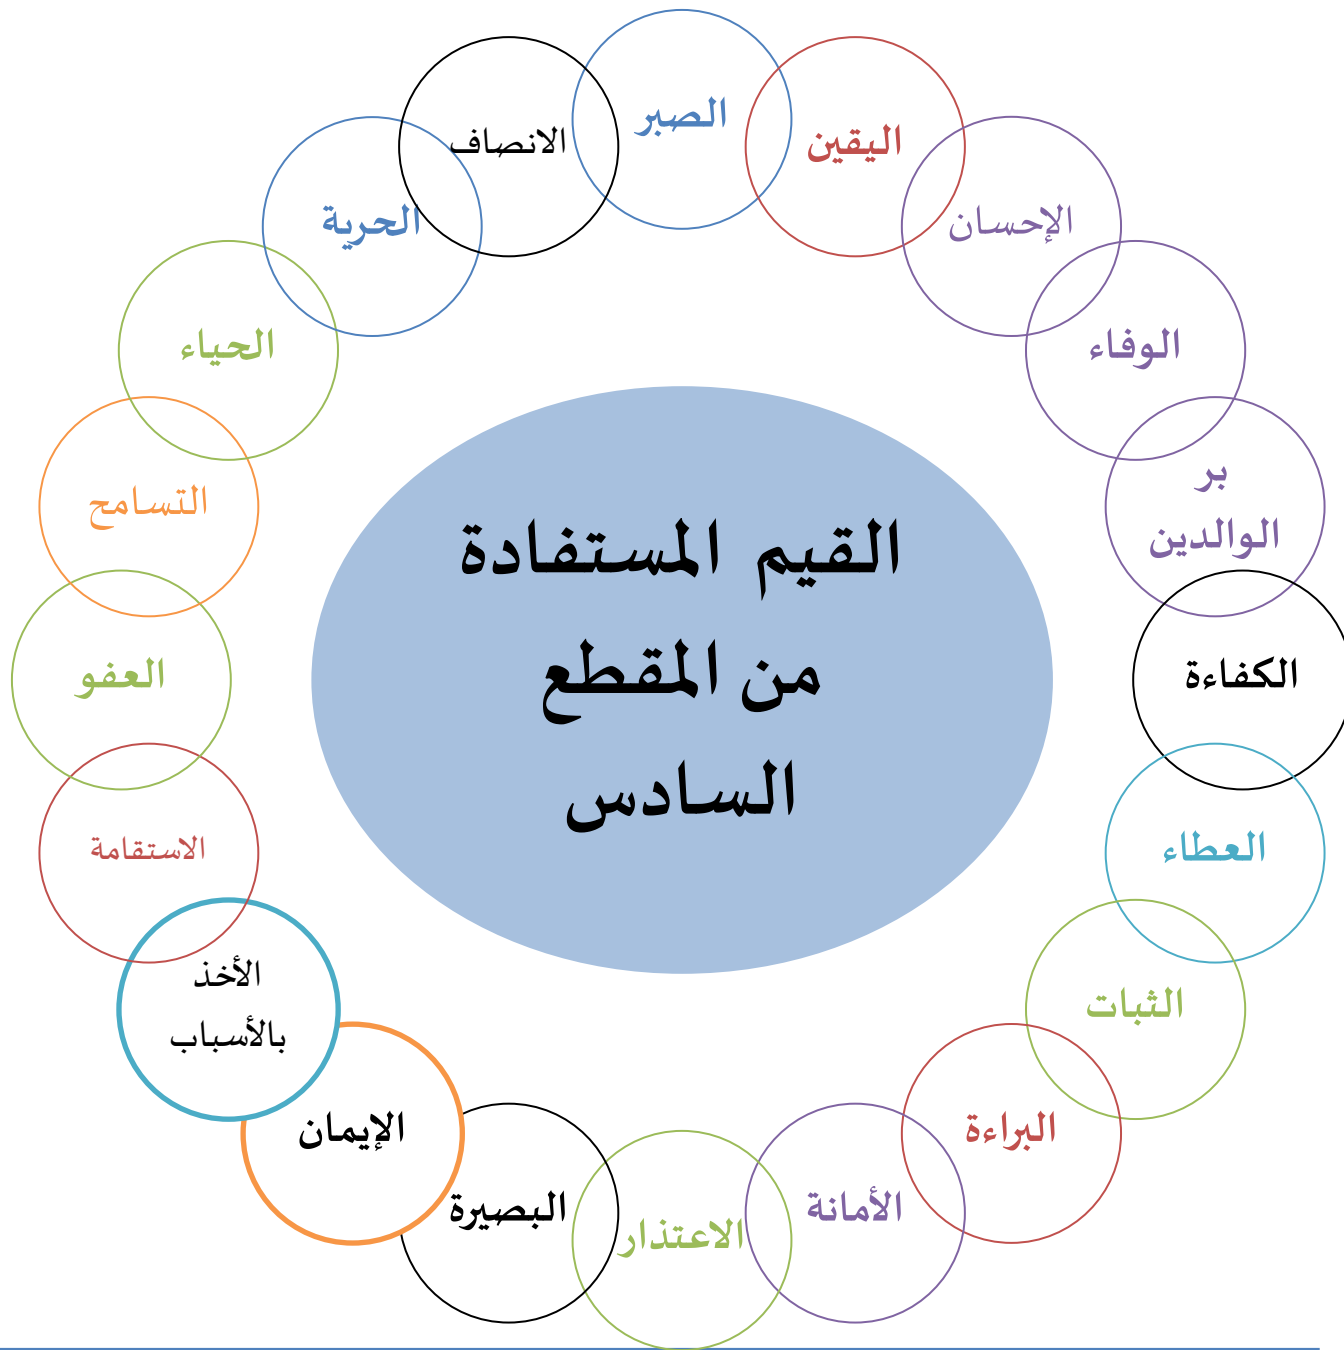 القيم المستفادة
من المقطع
السادس
الصبر
اليقين
الإحسان
الوفاء
بر
الوالدين
الكفاءة
العطاء
الثبات
البراءة
الأمانة
الاعتذار
البصيرة
الإيمان
الأخذ
بالأسباب
الاستقامة
العفو
التسامح
الحياء
الحرية
الانصاف